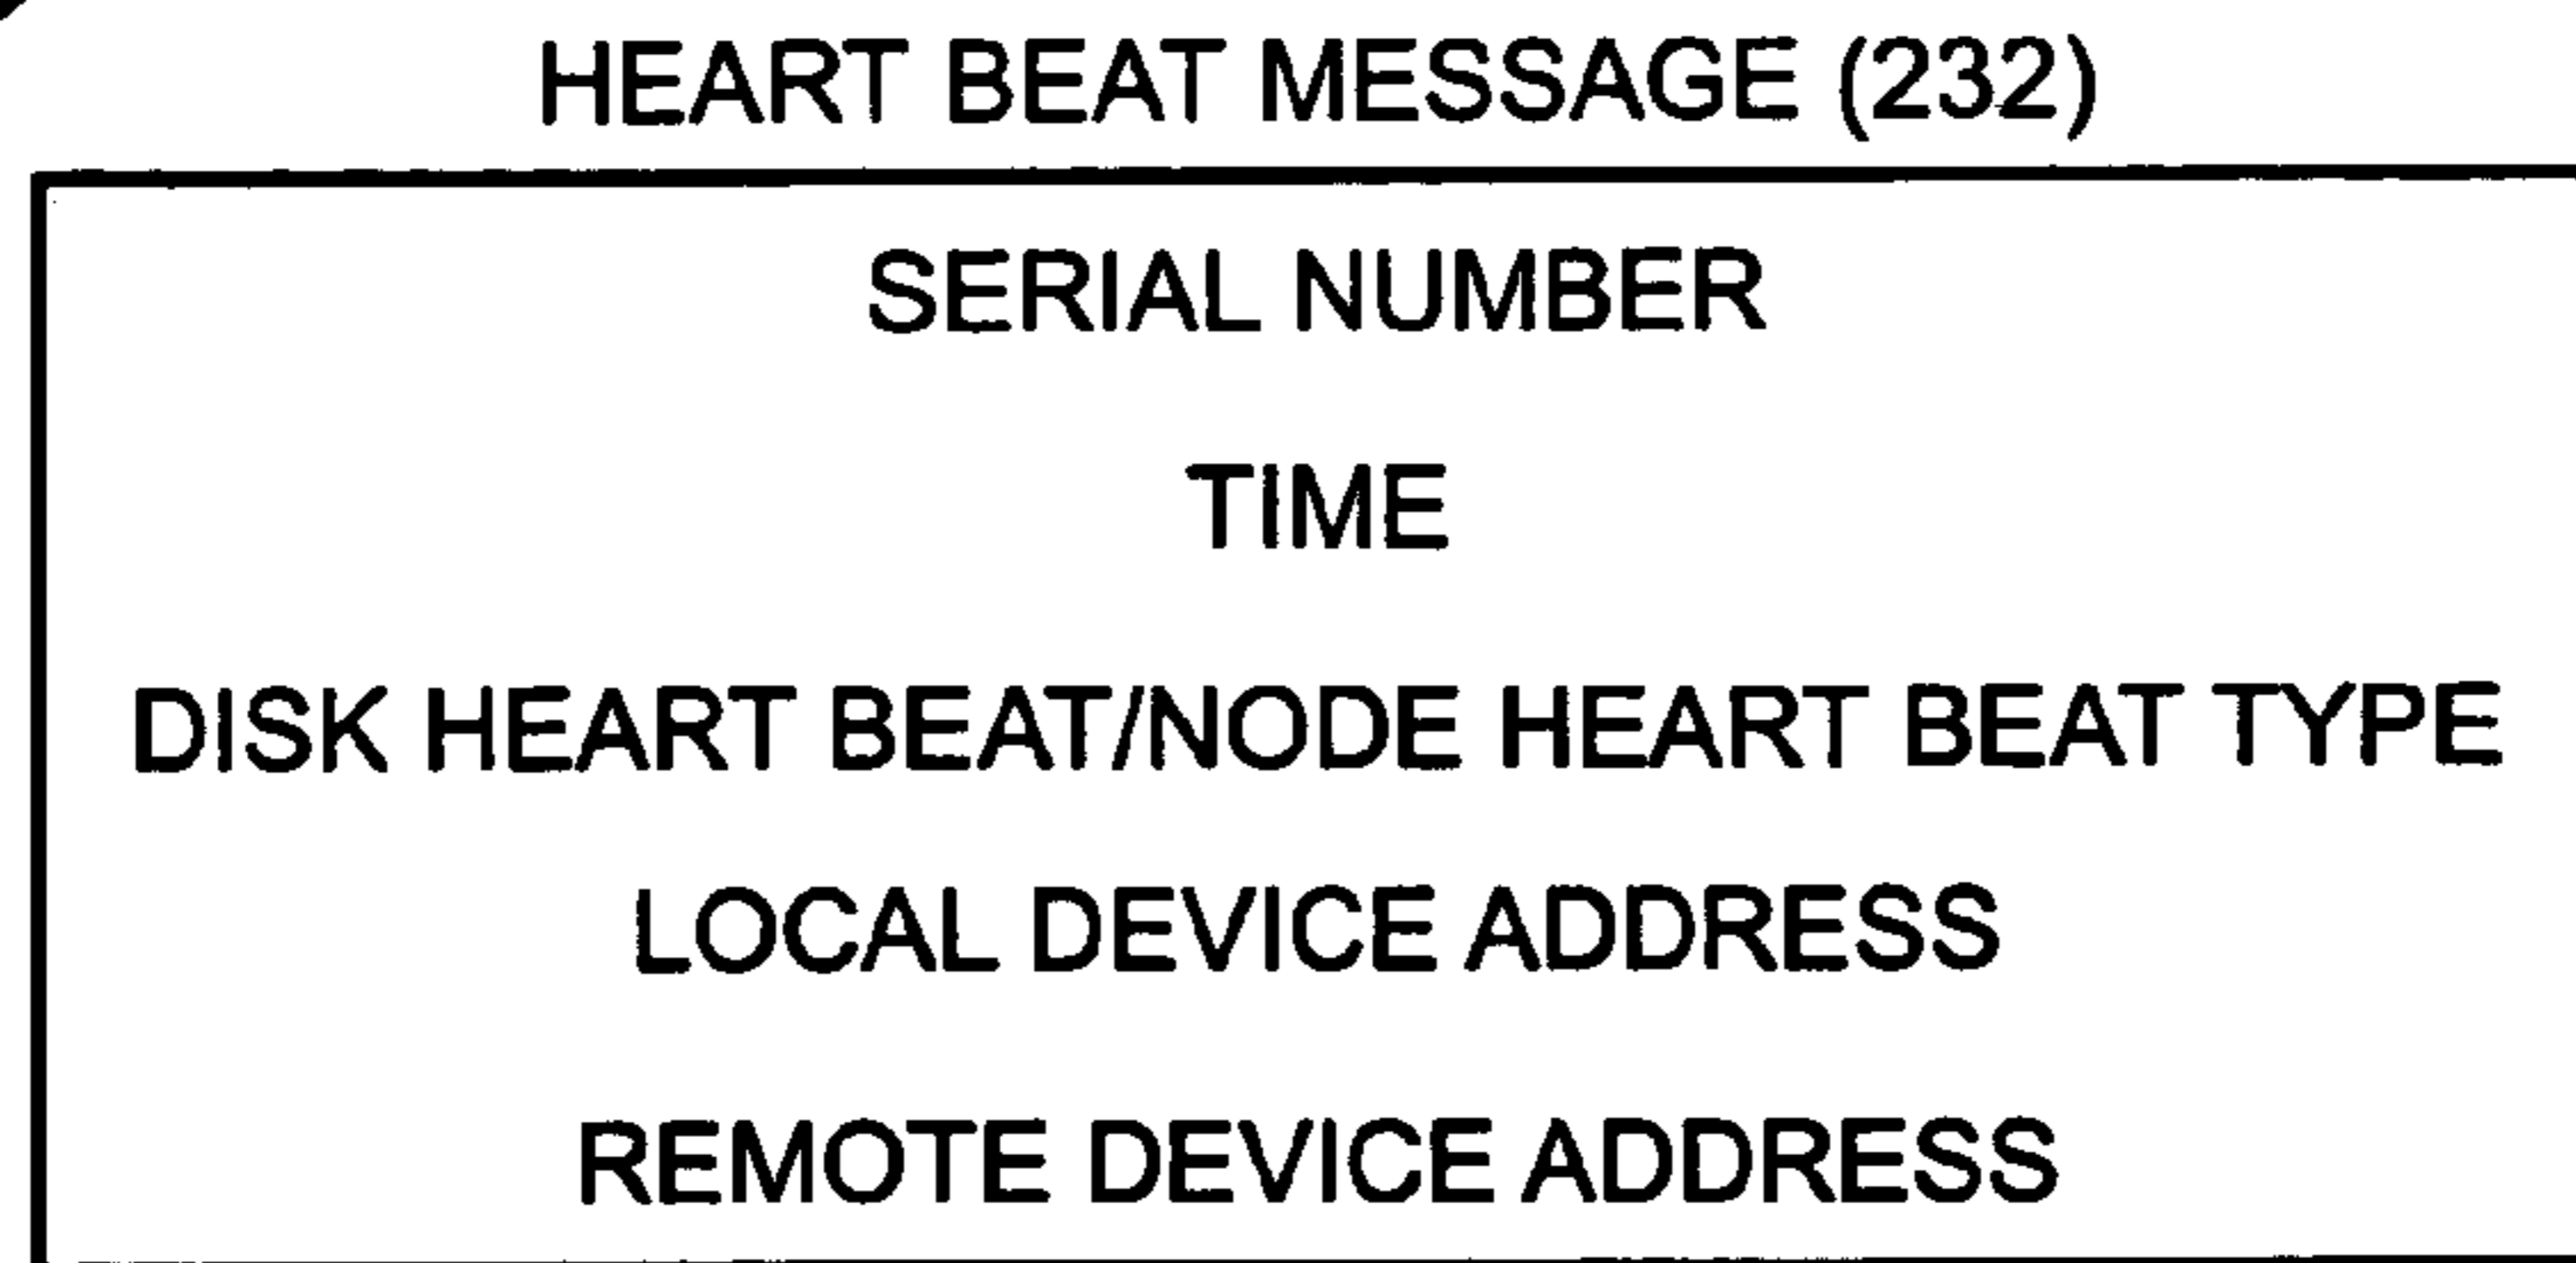 HEART BEAT MESSAGE (232)
SERIAL NUMBER
TIME
DISK HEART BEAT/NODE HEART BEAT TYPE
LOCAL DEVICE ADDRESS
REMOTE DEVICE ADDRESS